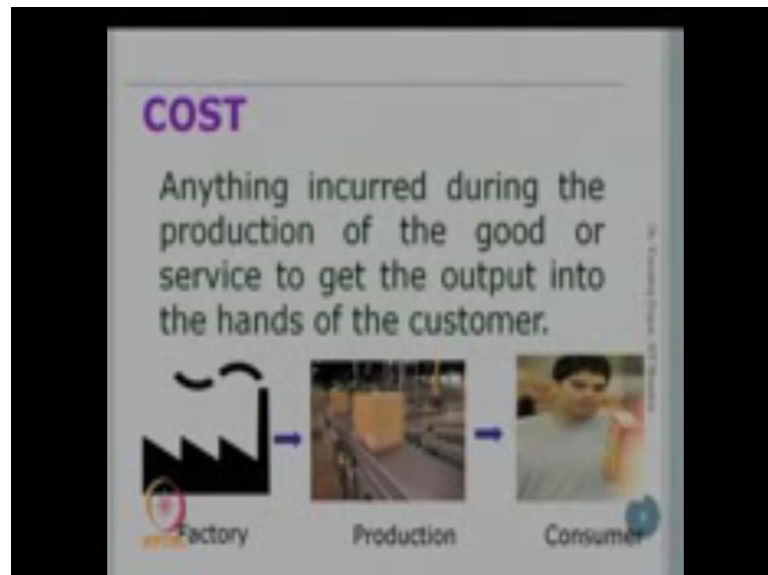 COST
Anything incurred during the
production of the good or
service to get the output into
the hands of the customer.
Factory
Production
Consumer